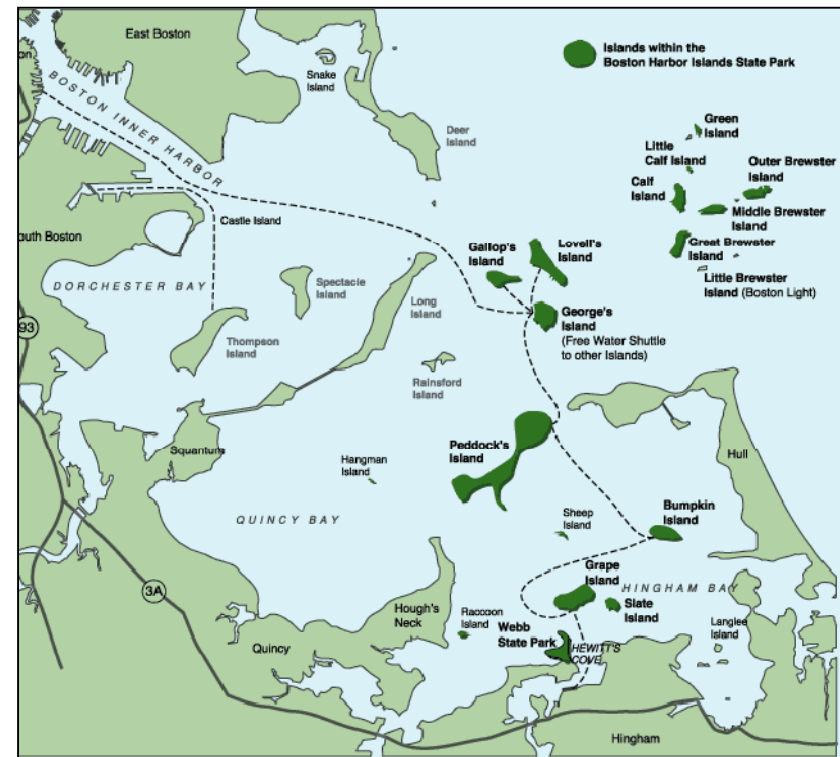 East Boston
on
Snake
Island
Islands within the
Boston Harbor Islands State Park
BOSTON INNER HARBOR
Deer
Island
Green
Island
Little
Calf Island
Outer Brewster
Island
Calf
Island
Middle Brewster
Island
Castle Island
outh Boston
Gallop's
Island
Lovell's
Island
Great Brewster
Island
Little Brewster
Island (Boston Light)
DORCHESTER BAY
Spectacle
Island
Long
Island
George's
Island
(Free Water Shuttle
to other Islands)
93
Thompson
Island
Rainsford
Island
Squantum
Hangman
Island
Peddock's
Island
Hull
QUINCY BAY
Sheep
Island
Bumpkin
Island
3A
Grape
Island
HINGHAM BAY
Hough's
Neck
Raccoon
Island
Slate
Island
Webb
State Park
HEWITT'S
COVE
Langlee
Island
Quincy
Hingham